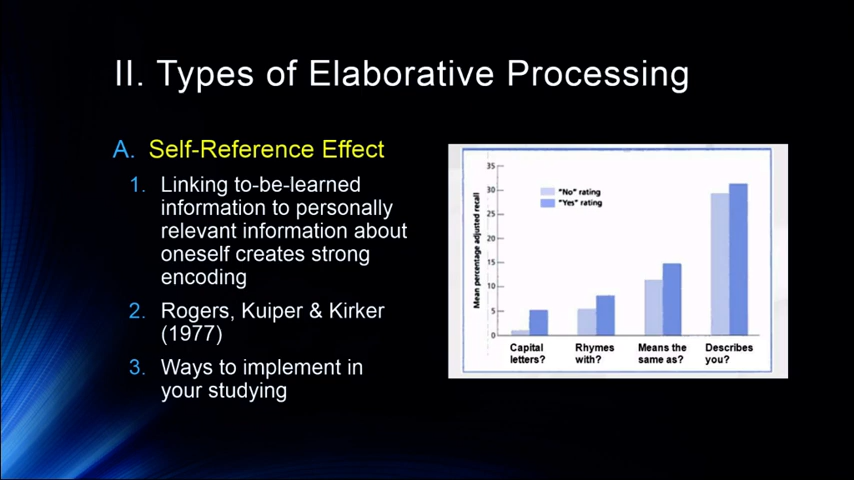 II. Types of Elaborative Processing
A. Self-Reference Effect
1. Linking to-be-learned
information to personally
relevant information about
oneself creates strong
encoding
2. Rogers, Kuiper & Kirker
(1977)
3. Ways to implement in
your studying
Mean percentage adjusted recall
35
30
25
20
15
10
5
0
"No" rating
"Yes" rating
Capital
letters?
Rhymes
with?
Means the
same as?
Describes
you?